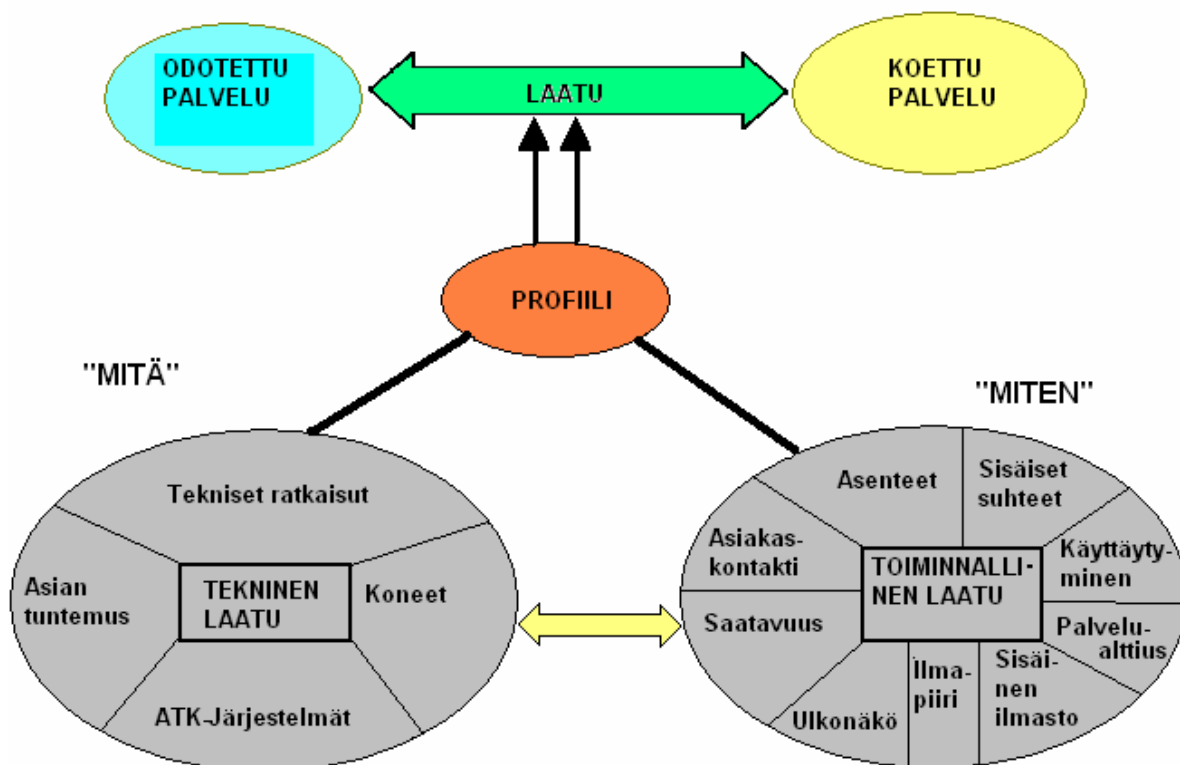 ODOTETTU
PALVELU
LAATU
KOETTU
PALVELU
PROFIILI
"MITÄ"
"MITEN"
Tekniset ratkaisut
Asian
tuntemus
TEKNINEN
LAATU
Koneet
ATK-Järjestelmät
Asenteet
Sisäiset
suhteet
Asiakas-
kontakti
TOIMINNALLI-
NEN LAATU
Käyttäyty-
minen
Saatavuus
Palvelu-
alttius
Ulkonäkö
Ilma-
piiri
Sisäi-
nen
ilmasto